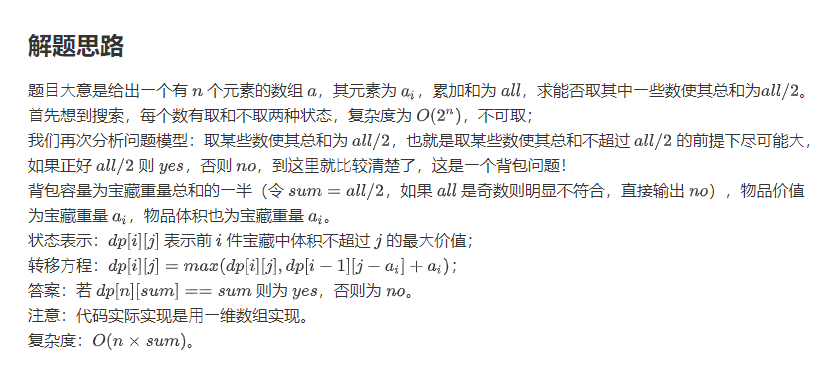 解题思路
题目大意是给出一个有 n 个元素的数组 a，其元素为 a_i，累加和为 all，求能否取其中一些数使其总和为all/2。
首先想到搜索，每个数有取和不取两种状态，复杂度为 O(2^n)，不可取；
我们再次分析问题模型：取某些数使其总和为 all/2，也就是取某些数使其总和不超过 all/2 的前提下尽可能大，
如果正好 all/2 则 yes，否则 no，到这里就比较清楚了，这是一个背包问题！
背包容量为宝藏重量总和的一半（令 sum = all/2，如果 all 是奇数则明显不符合，直接输出 no），物品价值
为宝藏重量 a_i，物品体积也为宝藏重量 a_i。
状态表示：dp[i][j] 表示前 i 件宝藏中体积不超过 j 的最大价值；
转移方程：dp[i][j] = max(dp[i][j], dp[i − 1][j − a_i] + a_i)；
答案：若 dp[n][sum] == sum 则为 yes，否则为 no。
注意：代码实际实现是用一维数组实现。
复杂度：O(n × sum)。